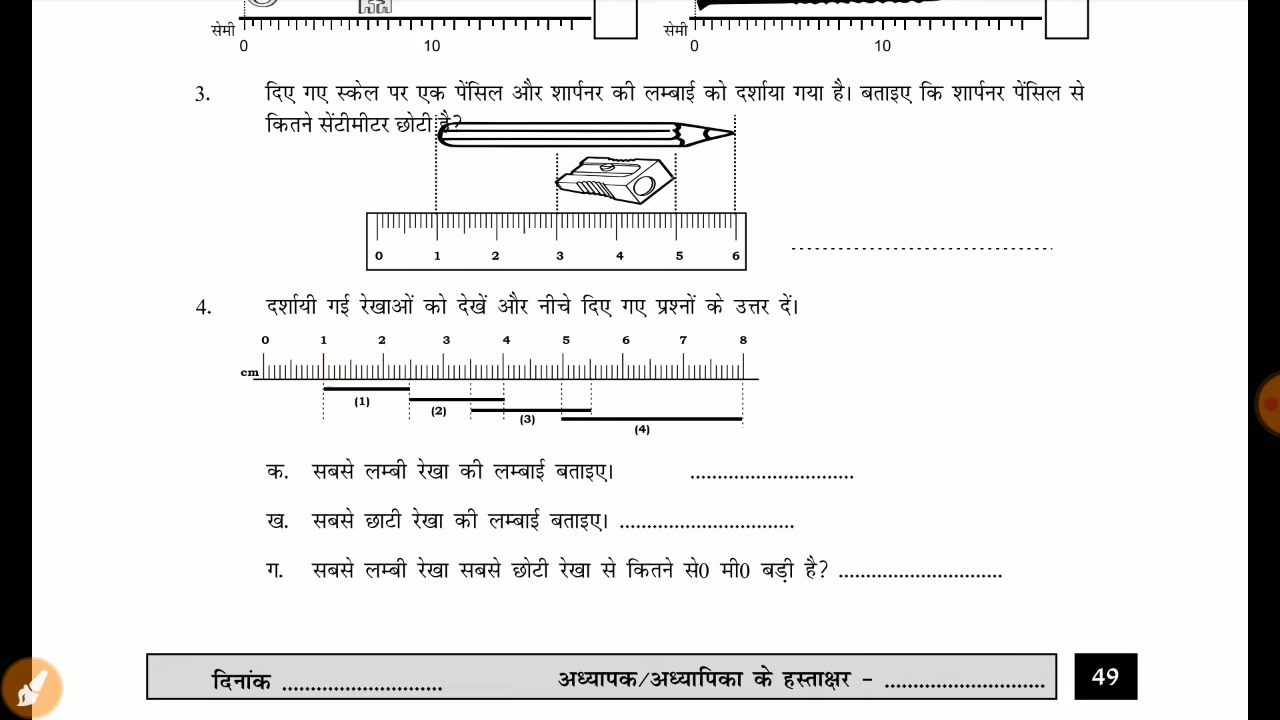 सेमी 0 10 सेमी 0 10
3. दिए गए स्केल पर एक पेंसिल और शार्पनर की लम्बाई को दर्शाया गया है। बताइए कि शार्पनर पेंसिल से
कितने सेंटीमीटर छोटी है?
0 1 2 3 4 5 6
4. दर्शायी गई रेखाओं को देखें और नीचे दिए गए प्रश्नों के उत्तर दें।
0 1 2 3 4 5 6 7 8
cm
(1) (2) (3) (4)
क. सबसे लम्बी रेखा की लम्बाई बताइए। ..............................
ख. सबसे छाटी रेखा की लम्बाई बताइए। ................................
ग. सबसे लम्बी रेखा सबसे छोटी रेखा से कितने से0 मी0 बड़ी है? ..............................
दिनांक ............................. अध्यापक/अध्यापिका के हस्ताक्षर - ............................. 49